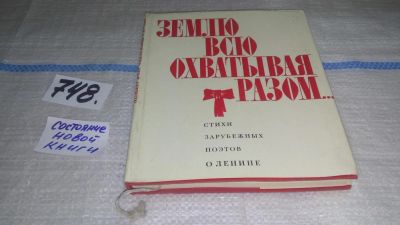 ЗЕМЛЮ
ВСЮ
ОХВАТЫВАЯ
РАЗОМ...
СТИХИ
ЗАРУБЕЖНЫХ
ПОЭТОВ
О ЛЕНИНЕ
748.
СОСТОЯНИЕ
НОВОЙ
КНИГИ